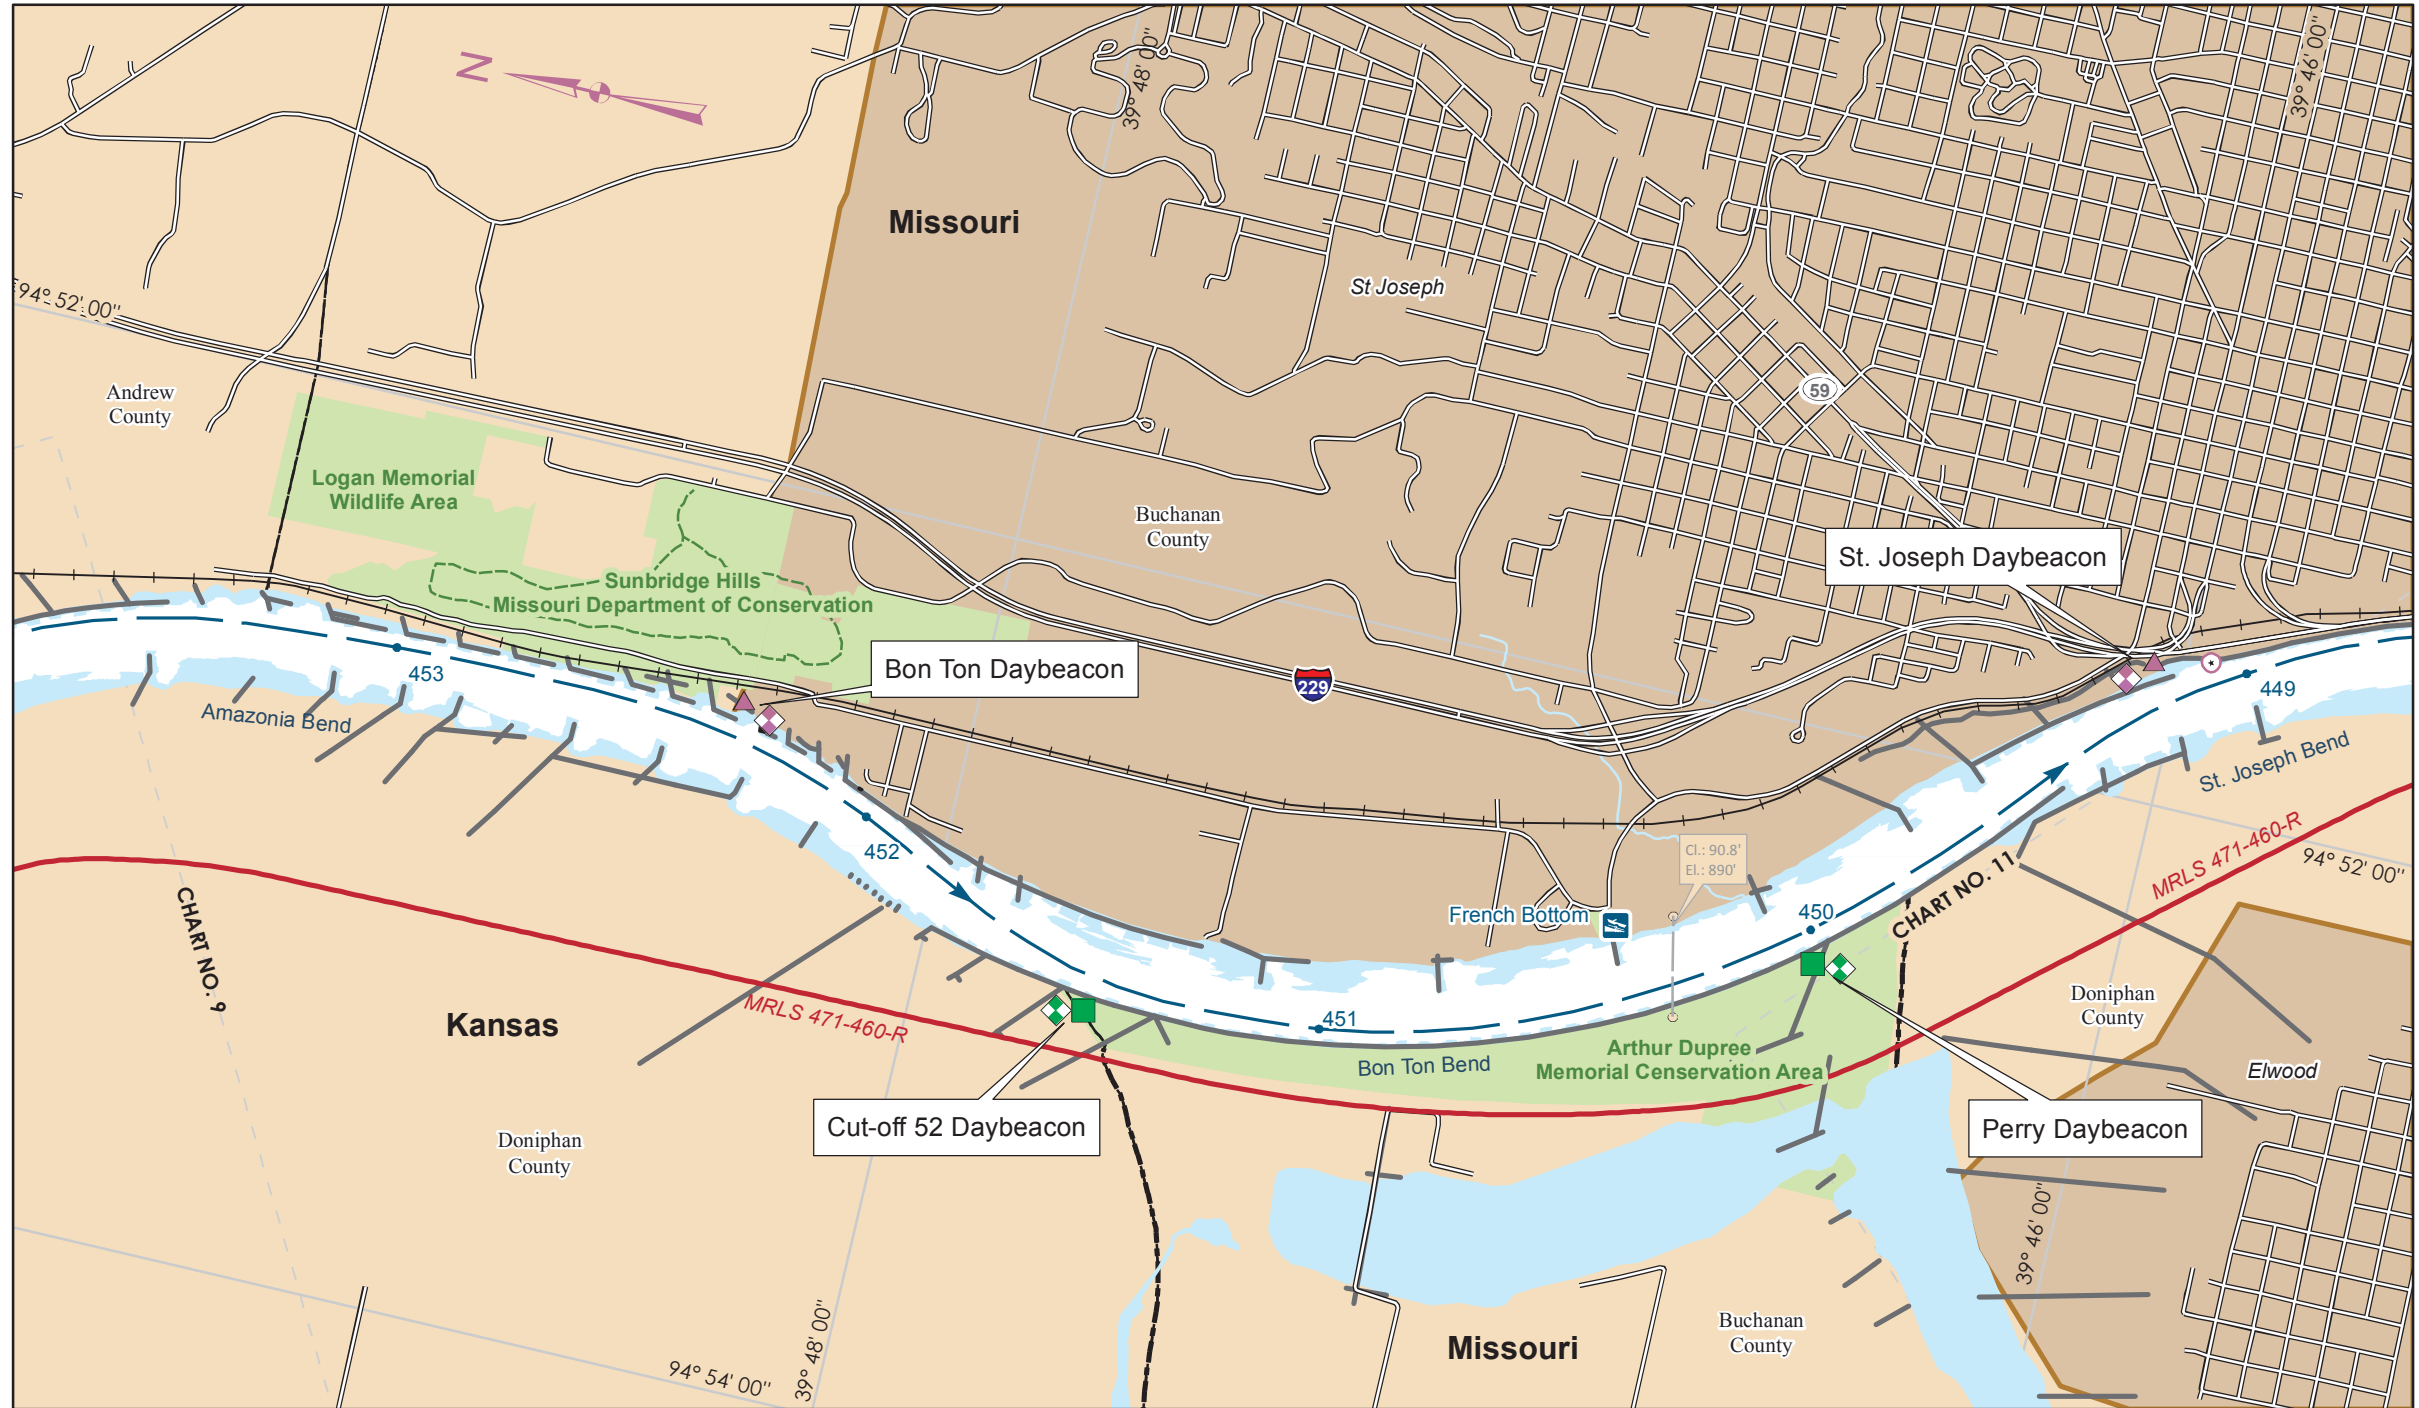 N
39° 48' 00"
39° 46' 00"
Missouri
St Joseph
94° 52' 00"
Andrew
County
59
Logan Memorial
Wildlife Area
Buchanan
County
St. Joseph Daybeacon
Sunbridge Hills
Missouri Department of Conservation
Bon Ton Daybeacon
453
229
449
Amazonia Bend
St. Joseph Bend
452
Cl.: 90.8'
El.: 890'
MRLS 471-460-R
94° 52' 00"
CHART NO. 11
CHART NO. 9
French Bottom
450
Kansas
MRLS 471-460-R
451
Doniphan
County
Bon Ton Bend
Arthur Dupree
Memorial Censervation Area
Elwood
Cut-off 52 Daybeacon
Perry Daybeacon
Doniphan
County
39° 46' 00"
Missouri
Buchanan
County
94° 54' 00"
39° 48' 00"